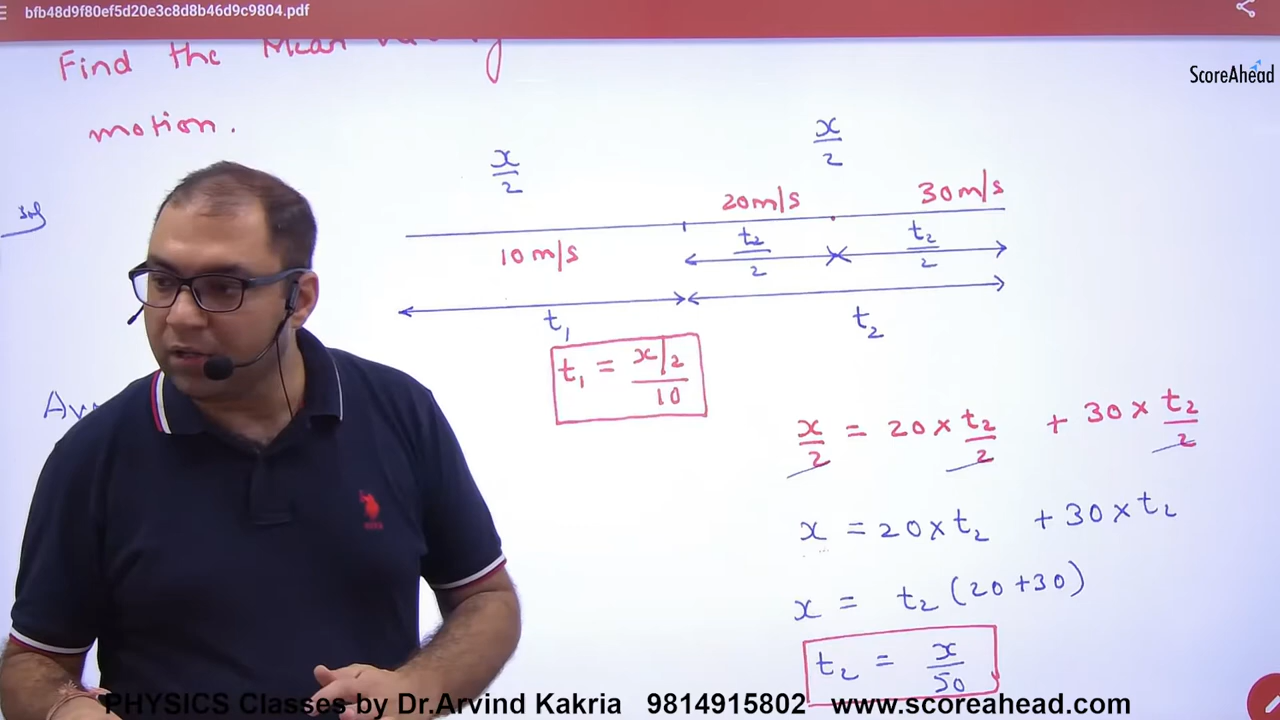 bfb48d9f80ef5d20e3c8d8b46d9c9804.pdf
ScoreAhead
Find the Mean
motion.
x/2
x/2
20m/s
30m/s
10m/s
t₂/2
t₂/2
t₁
t₂
t₁ = x/2 / 10
x/2 = 20 × t₂/2 + 30 × t₂/2
x = 20 × t₂ + 30 × t₂
x = t₂ (20 + 30)
t₂ = x/50
PHYSICS Classes by Dr.Arvind Kakria 9814915802 www.scoreahead.com